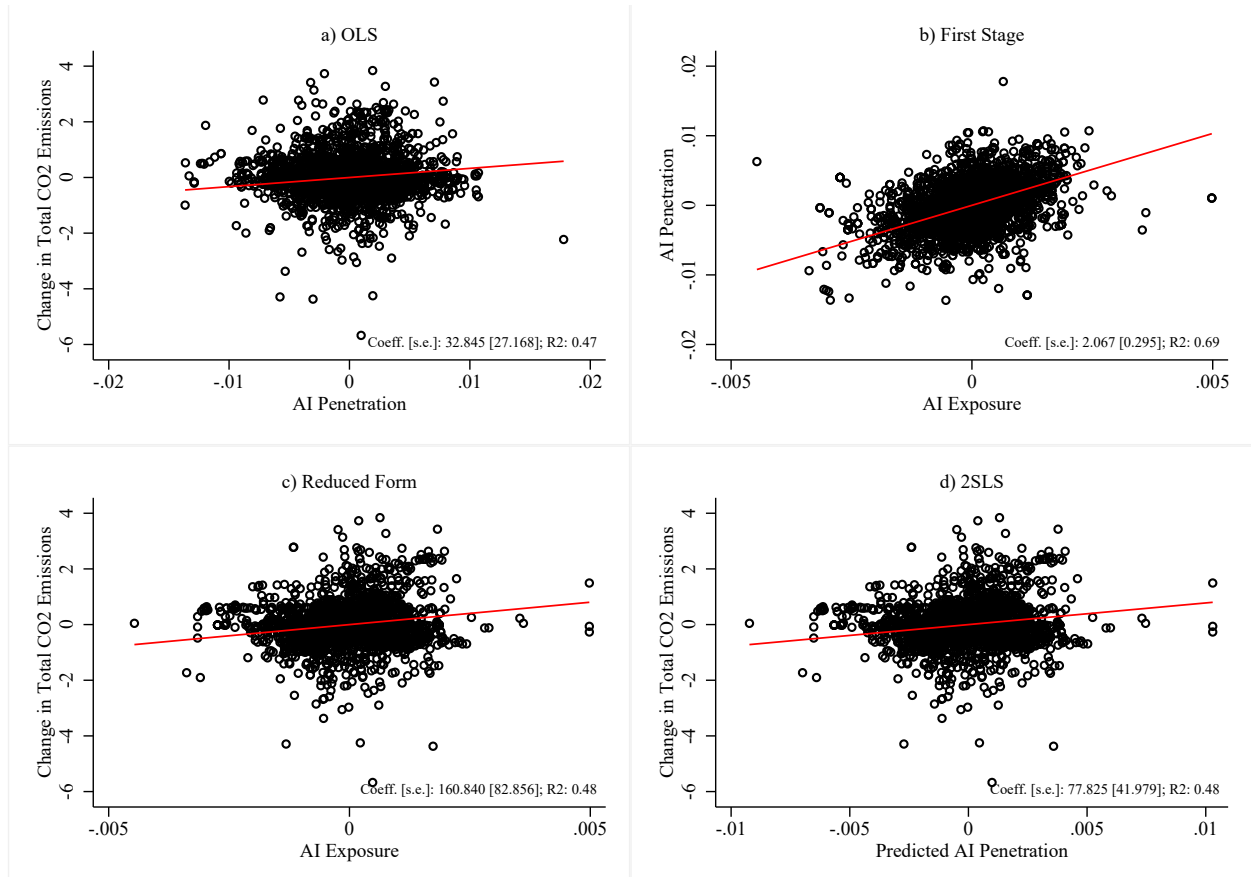 a) OLS
Change in Total CO2 Emissions
4
2
0
-2
-4
-6
Coeff. [s.e.]: 32.845 [27.168]; R2: 0.47
-.02
-.01
0
.01
.02
AI Penetration
b) First Stage
AI Penetration
.02
.01
0
-.01
-.02
Coeff. [s.e.]: 2.067 [0.295]; R2: 0.69
-.005
0
.005
AI Exposure
c) Reduced Form
Change in Total CO2 Emissions
4
2
0
-2
-4
-6
Coeff. [s.e.]: 160.840 [82.856]; R2: 0.48
-.005
0
.005
AI Exposure
d) 2SLS
Change in Total CO2 Emissions
4
2
0
-2
-4
-6
Coeff. [s.e.]: 77.825 [41.979]; R2: 0.48
-.01
-.005
0
.005
.01
Predicted AI Penetration